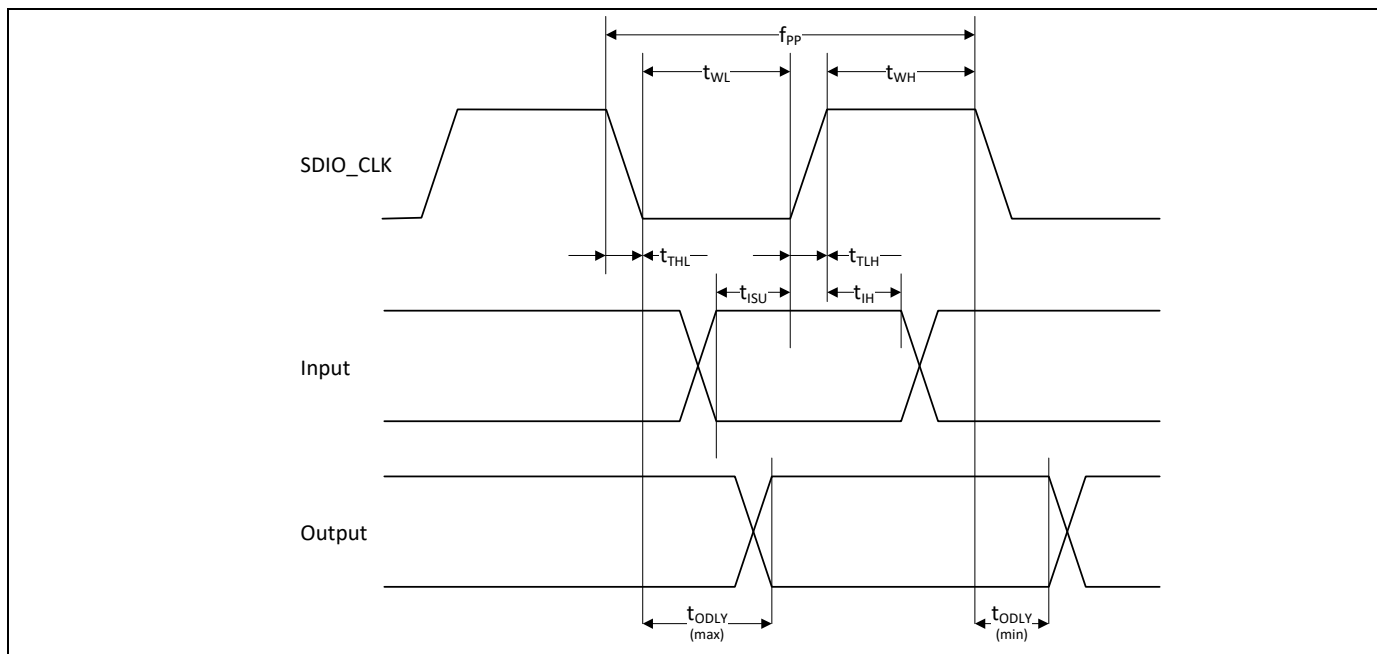 fPP
tWL
tWH
SDIO_CLK
tTHL
tTLH
tISU
tIH
Input
Output
tODLY
(max)
tODLY
(min)